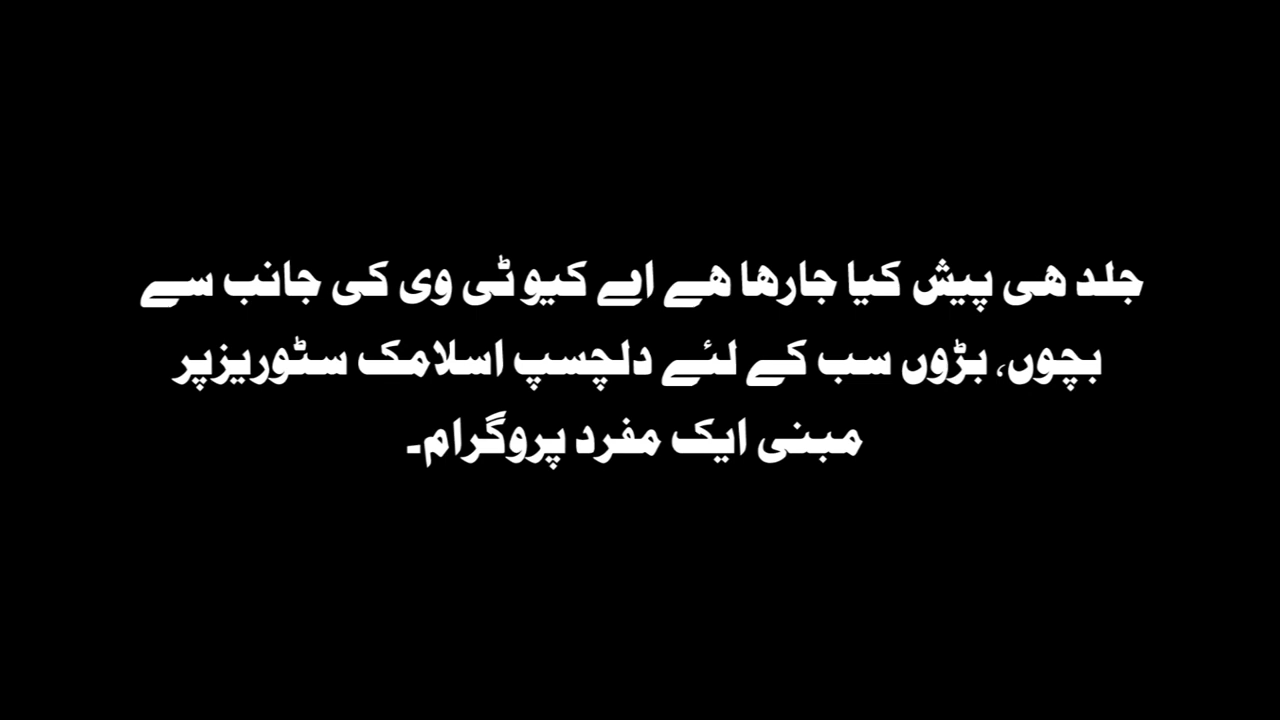 جلد ھی پیش کیا جارھا ھے اے کیو ٹی وی کی جانب سے
بچوں، بڑوں سب کے لئے دلچسپ اسلامک سٹوریزپر
مبنی ایک مفرد پروگرام۔